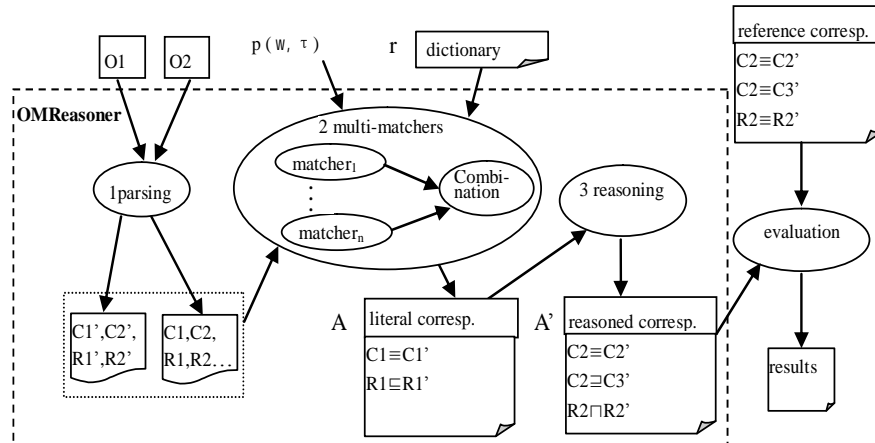 O1
O2
p(w, τ)
r
dictionary
reference corresp.
C2≡C2’
C2≡C3’
R2≡R2’
OMReasoner
1parsing
2 multi-matchers
matcher₁
⋮
matcherₙ
Combi-
nation
3 reasoning
evaluation
C1’,C2’,
R1’,R2’
C1,C2,
R1,R2…
A
literal corresp.
C1≡C1’
R1⊑R1’
A’
reasoned corresp.
C2≡C2’
C2⊒C3’
R2⊓R2’
results